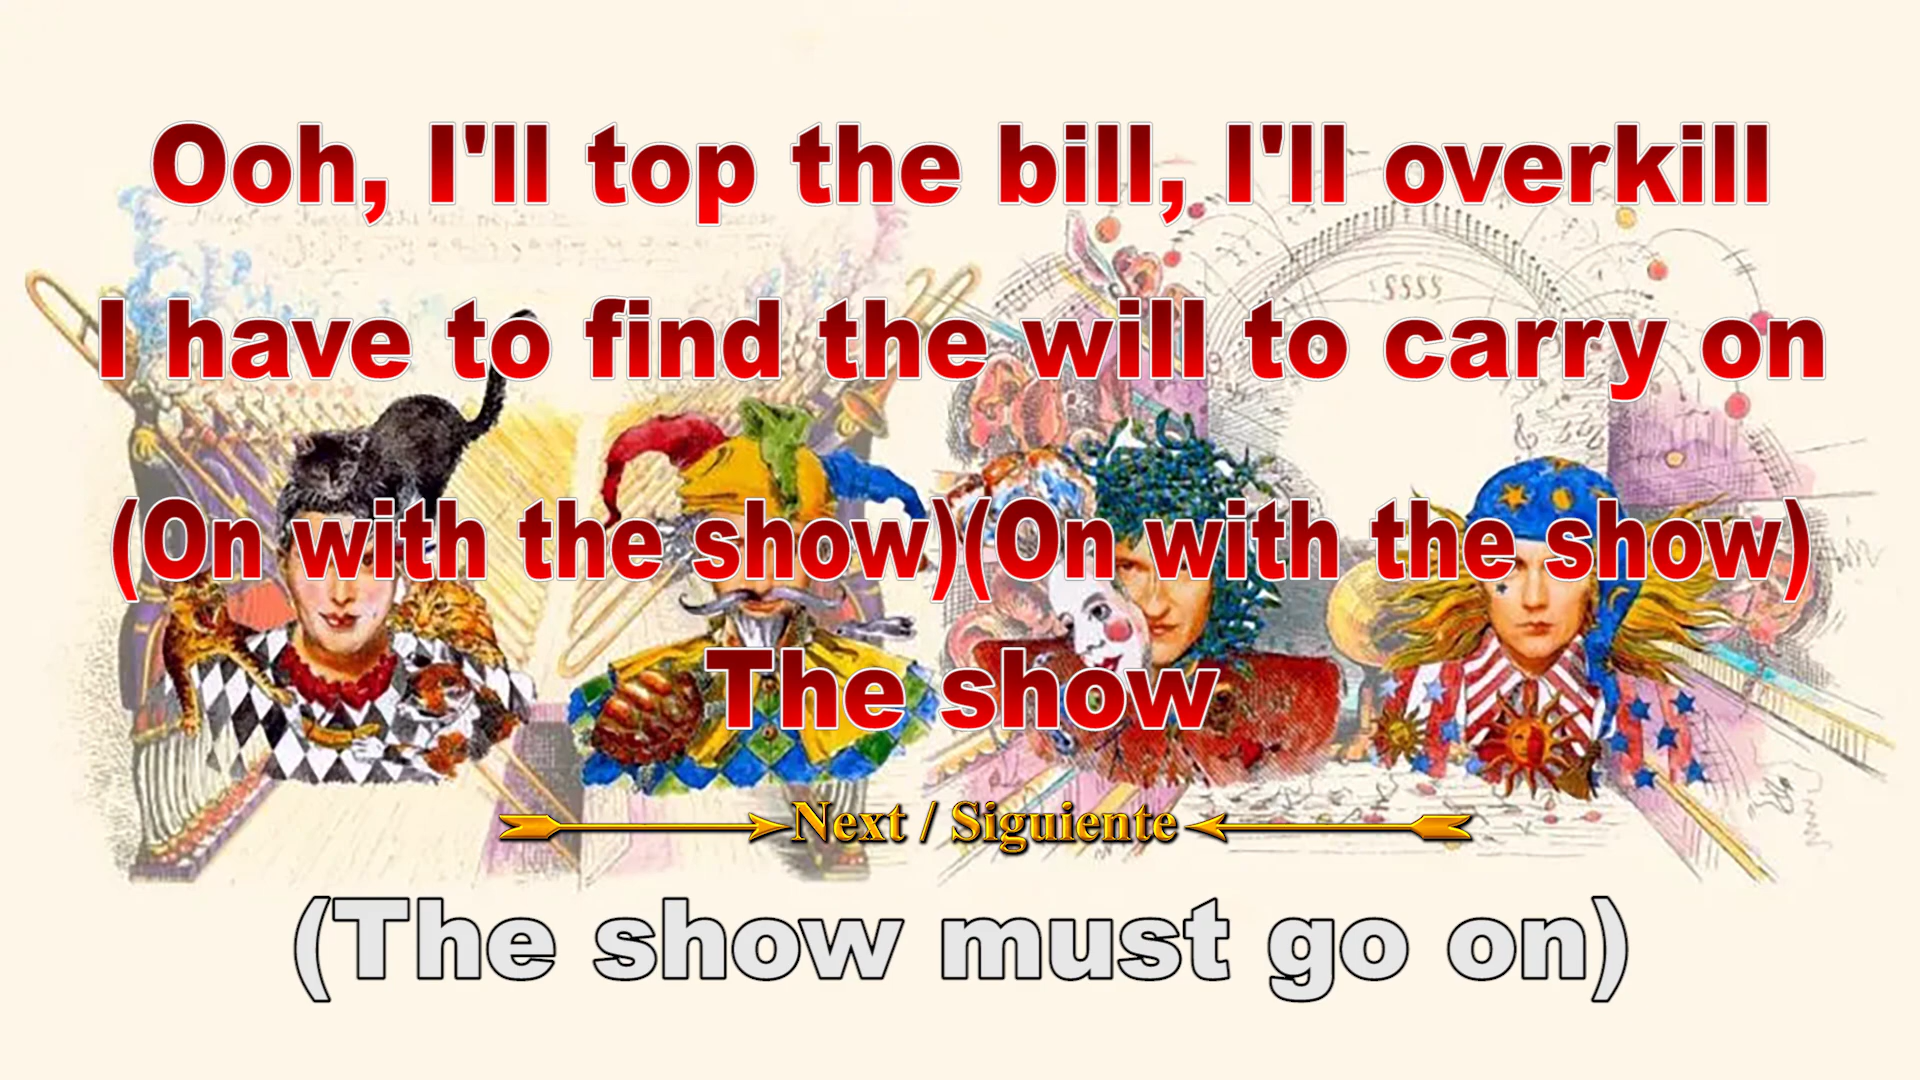 Ooh, I'll top the bill, I'll overkill
I have to find the will to carry on
(On with the show)(On with the show)
The show
Next / Siguiente
(The show must go on)